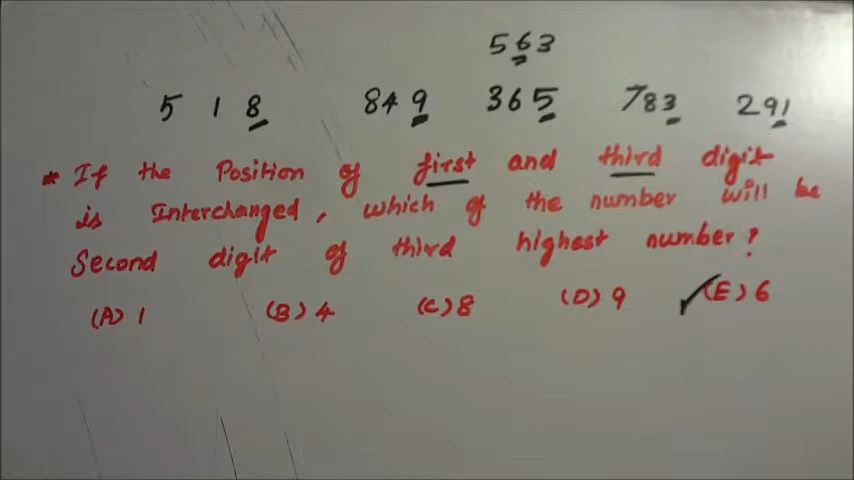 563
518 849 365 783 291
* If the Position of first and third digit
is Interchanged, which of the number will be
Second digit of third highest number?
(A) 1 (B) 4 (C) 8 (D) 9 (E) 6